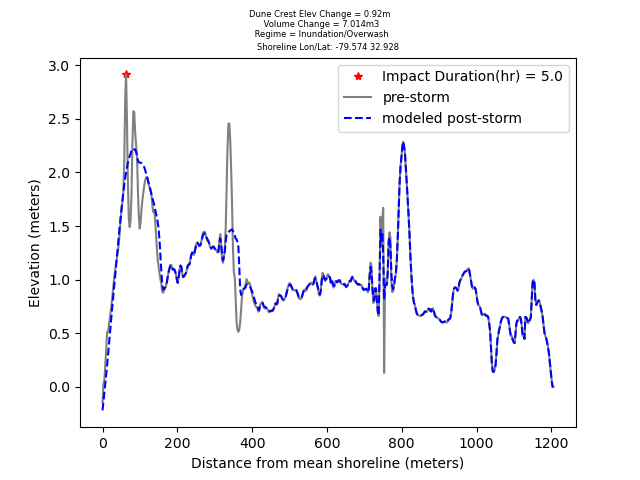 Dune Crest Elev Change = 0.92m
Volume Change = 7.014m3
Regime = Inundation/Overwash
Shoreline Lon/Lat: -79.574 32.928
Impact Duration(hr) = 5.0
pre-storm
modeled post-storm
3.0
2.5
2.0
1.5
1.0
0.5
0.0
Elevation (meters)
0
200
400
600
800
1000
1200
Distance from mean shoreline (meters)